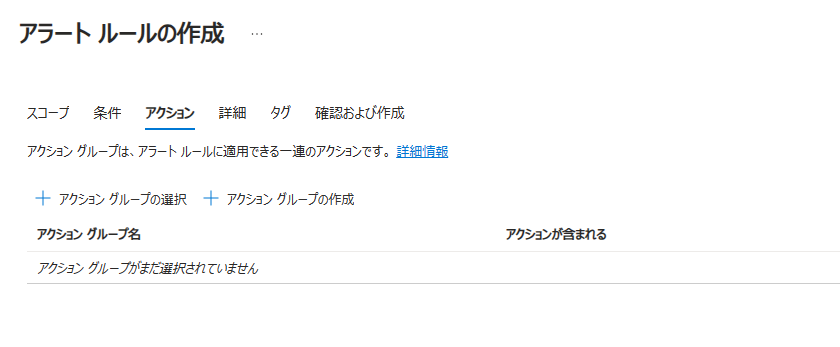 アラート ルールの作成 …
スコープ 条件 アクション 詳細 タグ 確認および作成
アクション グループは、アラート ルールに適用できる一連のアクションです。 詳細情報
+ アクション グループの選択 + アクション グループの作成
アクション グループ名 アクションが含まれる
アクション グループがまだ選択されていません